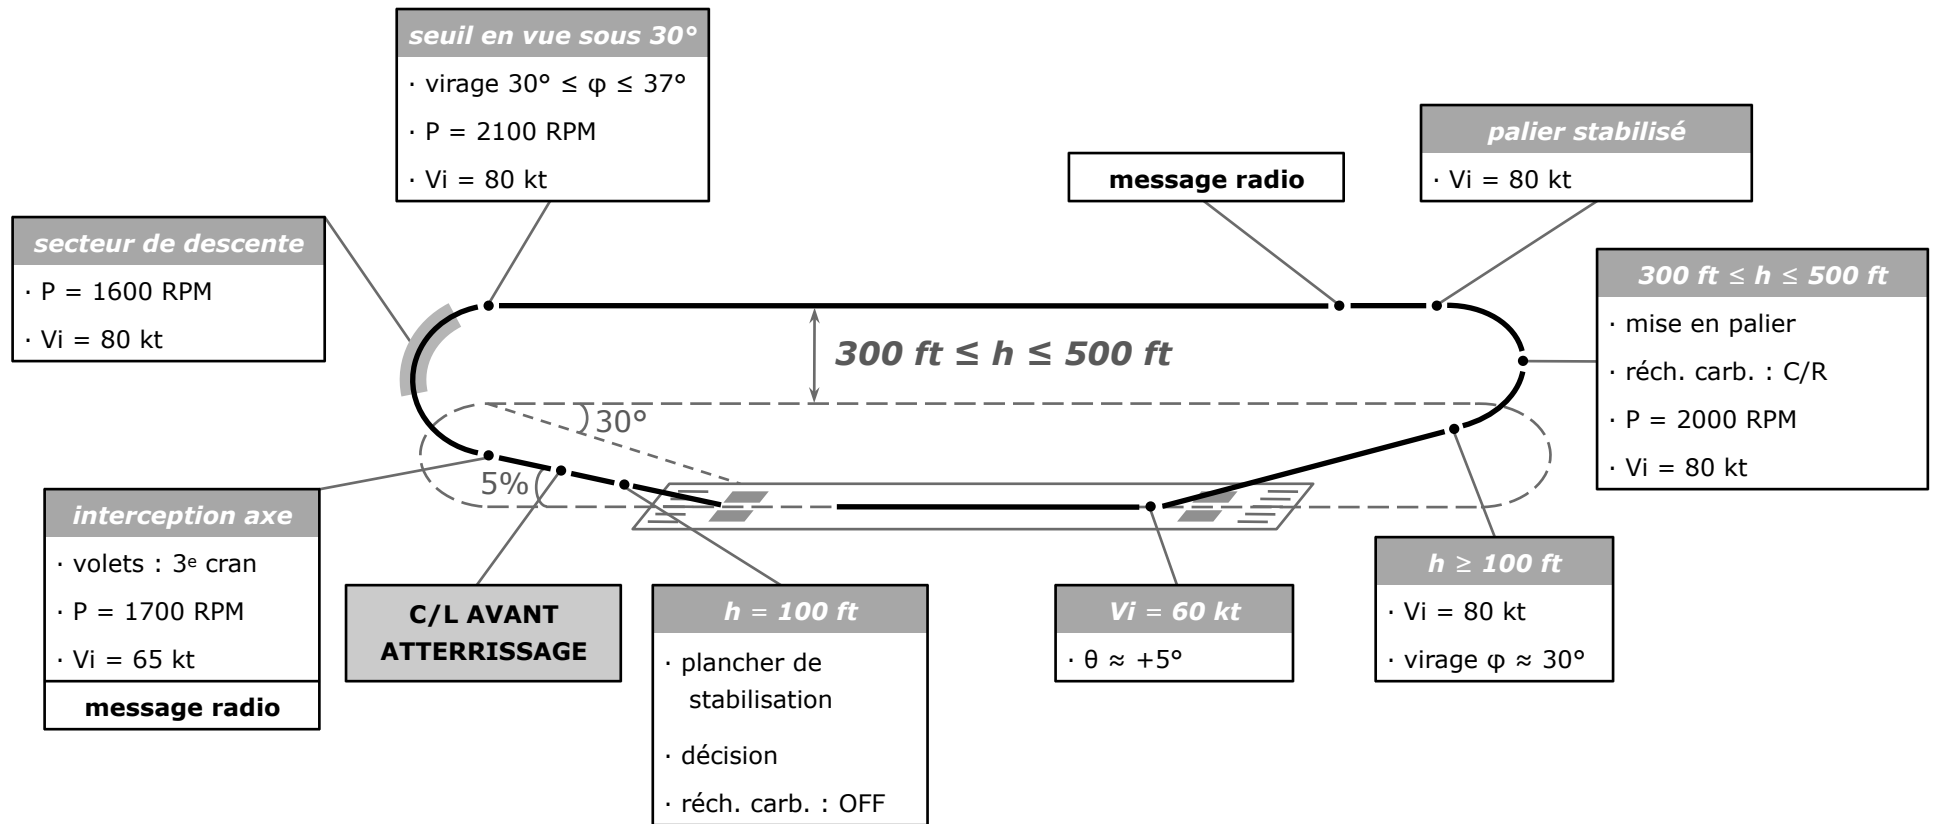 seuil en vue sous 30°
· virage 30° ≤ φ ≤ 37°
· P = 2100 RPM
· Vi = 80 kt
message radio
palier stabilisé
· Vi = 80 kt
secteur de descente
· P = 1600 RPM
· Vi = 80 kt
300 ft ≤ h ≤ 500 ft
· mise en palier
· réch. carb. : C/R
· P = 2000 RPM
· Vi = 80 kt
300 ft ≤ h ≤ 500 ft
30°
5%
interception axe
· volets : 3e cran
· P = 1700 RPM
· Vi = 65 kt
message radio
C/L AVANT
ATTERRISSAGE
h = 100 ft
· plancher de
stabilisation
· décision
· réch. carb. : OFF
Vi = 60 kt
· θ ≈ +5°
h ≥ 100 ft
· Vi = 80 kt
· virage φ ≈ 30°